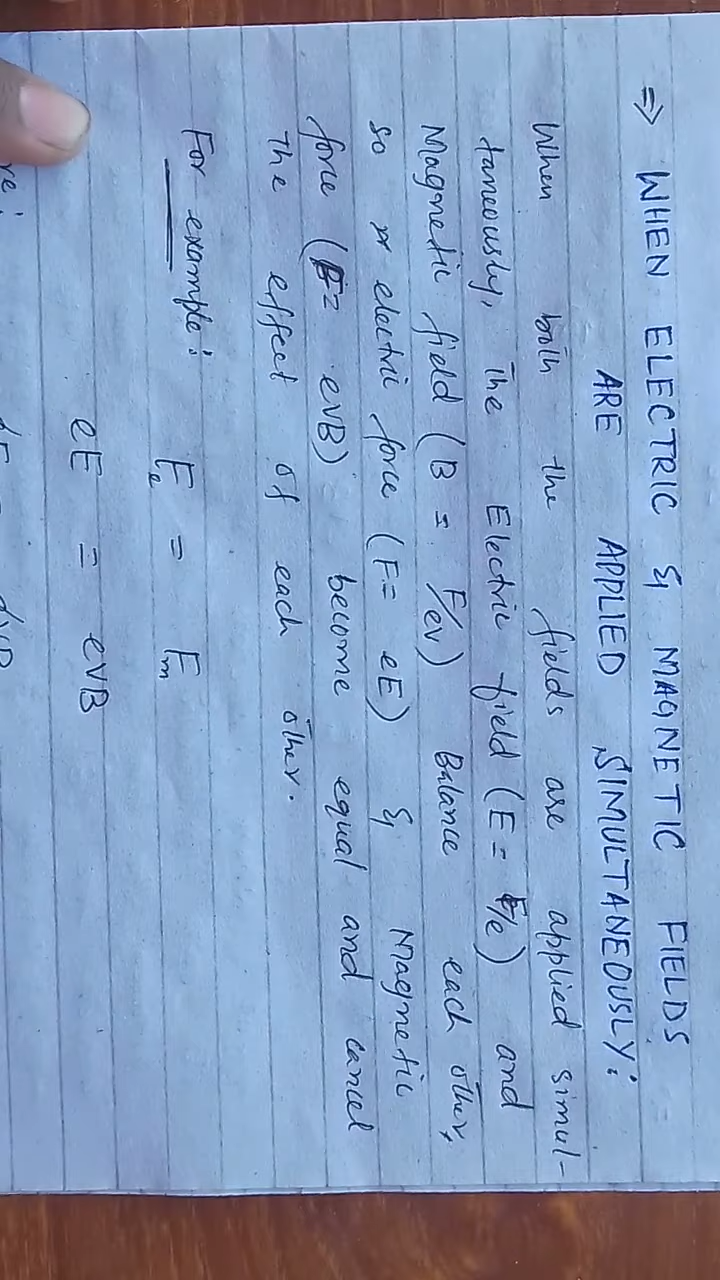 ⇒ WHEN ELECTRIC & MAGNETIC FIELDS
ARE APPLIED SIMULTANEOUSLY:
When both the fields are applied simul-
taneously, the Electric field (E = F/e) and
Magnetic field (B = F/ev) Balance each other,
so electric force (F = eE) & Magnetic
force (F = evB) become equal and cancel
the effect of each other.
For example:
Fe = Fm
eE = evB